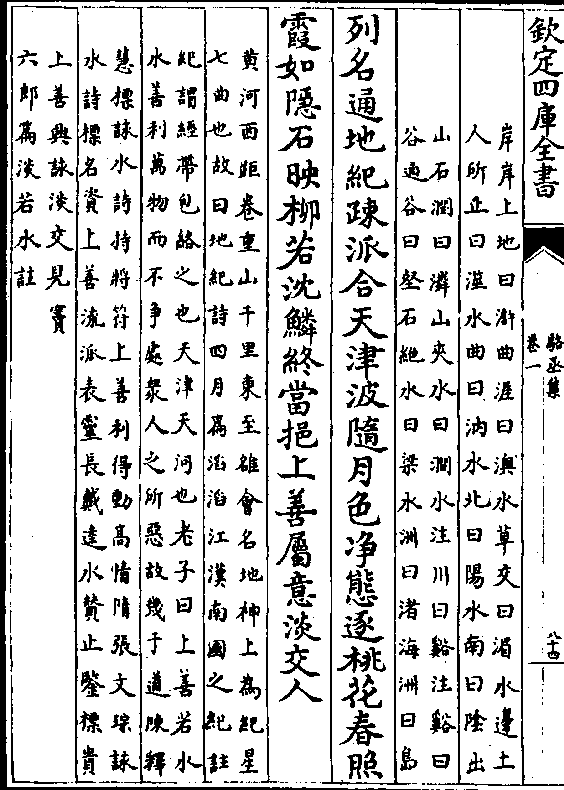 欽定四庫全書
駱丞集
卷一
八十四
岸岸上地曰滸曲涯曰澳水草交曰湄水邊土
人所止曰澨水曲曰汭水北曰陽水南曰陰出
山石潤曰潾山夾水曰澗水注川曰谿注谿曰
谷通谷曰壑石絶水曰梁水洲曰渚海洲曰島
列名通地紀疎派合天津波隨月色净態逐桃花春照
霞如隱石映柳若沈鱗終當挹上善屬意淡交人
黄河西距卷重山千里東至雒會名地神上為紀星
七曲也故曰地紀詩四月為滔滔江漢南國之紀註
紀謂經帶包絡之也天津天河也老子曰上善若水
水善利萬物而不爭處衆人之所惡故幾于道陳釋
慧標詠水詩持將符上善利得動髙情隋張文琮詠
水詩標名資上善流派表靈長戴逵水贊止鑒標貴
上善興詠淡交見賽
六郎為淡若水註